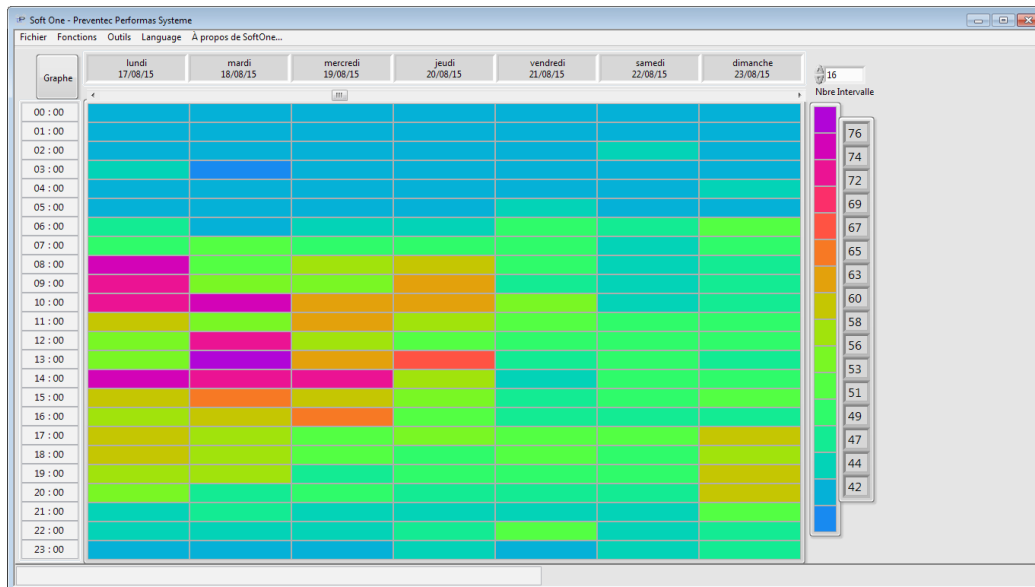 Soft One - Preventec Performas Systeme
Fichier Fonctions Outils Language À propos de SoftOne...
Graphe
lundi 17/08/15
mardi 18/08/15
mercredi 19/08/15
jeudi 20/08/15
vendredi 21/08/15
samedi 22/08/15
dimanche 23/08/15
16
Nbre Intervalle
00 : 00
01 : 00
02 : 00
03 : 00
04 : 00
05 : 00
06 : 00
07 : 00
08 : 00
09 : 00
10 : 00
11 : 00
12 : 00
13 : 00
14 : 00
15 : 00
16 : 00
17 : 00
18 : 00
19 : 00
20 : 00
21 : 00
22 : 00
23 : 00
76
74
72
69
67
65
63
60
58
56
53
51
49
47
44
42